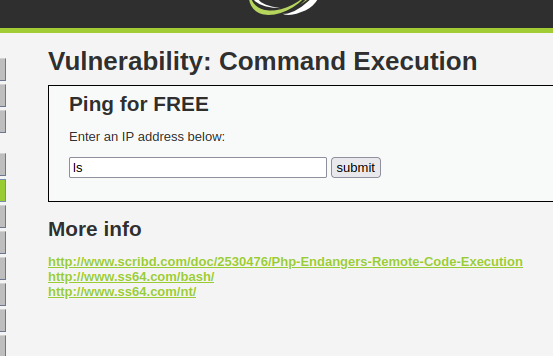 Vulnerability: Command Execution
Ping for FREE
Enter an IP address below:
ls submit
More info
http://www.scribd.com/doc/2530476/Php-Endangers-Remote-Code-Execution
http://www.ss64.com/bash/
http://www.ss64.com/nt/